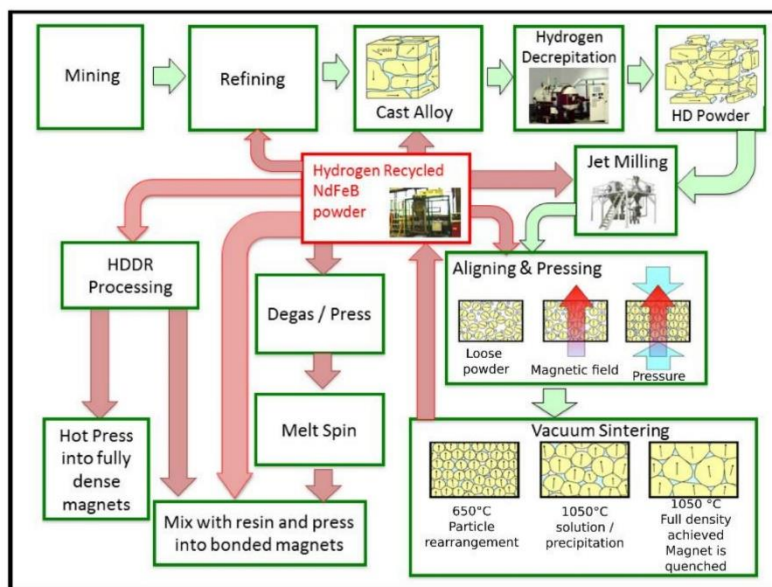 Mining
Refining
Cast Alloy
Hydrogen
Decrepitation
HD Powder
Hydrogen Recycled
NdFeB
powder
Jet Milling
HDDR
Processing
Degas / Press
Aligning & Pressing
Loose
powder
Magnetic field
Pressure
Melt Spin
Hot Press
into fully
dense
magnets
Mix with resin and press
into bonded magnets
Vacuum Sintering
650°C
Particle
rearrangement
1050°C
solution /
precipitation
1050 °C
Full density
achieved
Magnet is
quenched